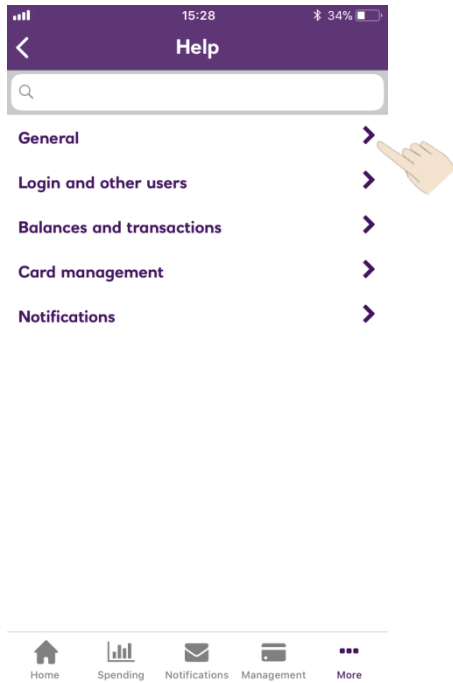 15:28 34%
Help
General
Login and other users
Balances and transactions
Card management
Notifications
Home Spending Notifications Management More